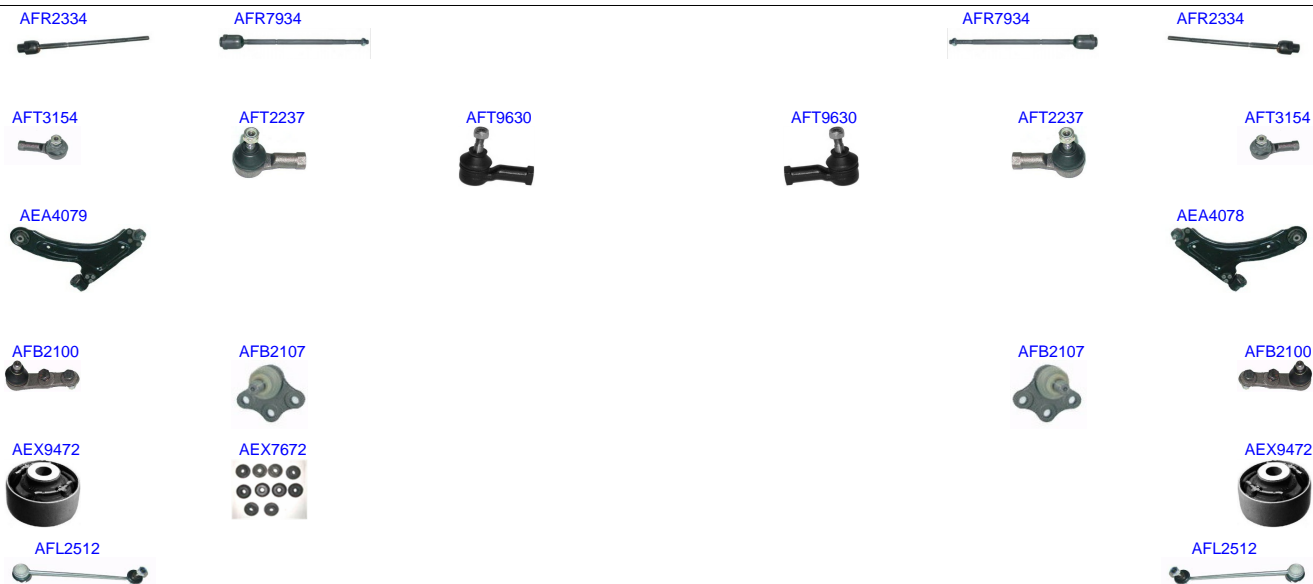 AFR2334 AFR7934 AFR7934 AFR2334
AFT3154 AFT2237 AFT9630 AFT9630 AFT2237 AFT3154
AEA4079 AEA4078
AFB2100 AFB2107 AFB2107 AFB2100
AEX9472 AEX7672 AEX9472
AFL2512 AFL2512